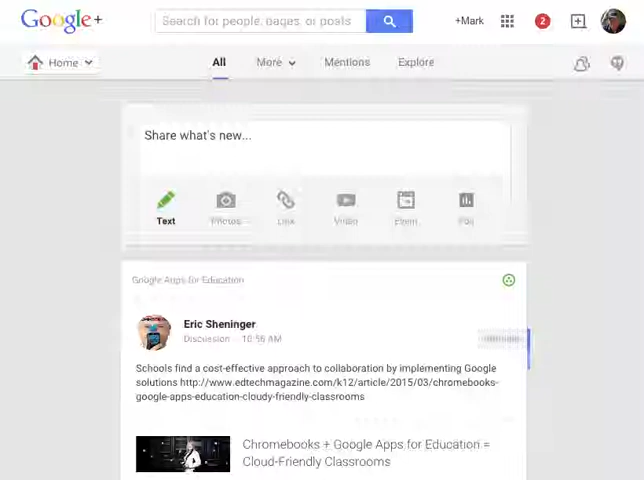 Google+
Search for people, pages, or posts
+Mark
2
Home
All
More
Mentions
Explore
Share what's new...
Text
Photos
Link
Video
Event
Poll
Google Apps for Education
Eric Sheninger
Discussion - 10:56 AM
Schools find a cost-effective approach to collaboration by implementing Google
solutions http://www.edtechmagazine.com/k12/article/2015/03/chromebooks-
google-apps-education-cloudy-friendly-classrooms
Chromebooks + Google Apps for Education =
Cloud-Friendly Classrooms